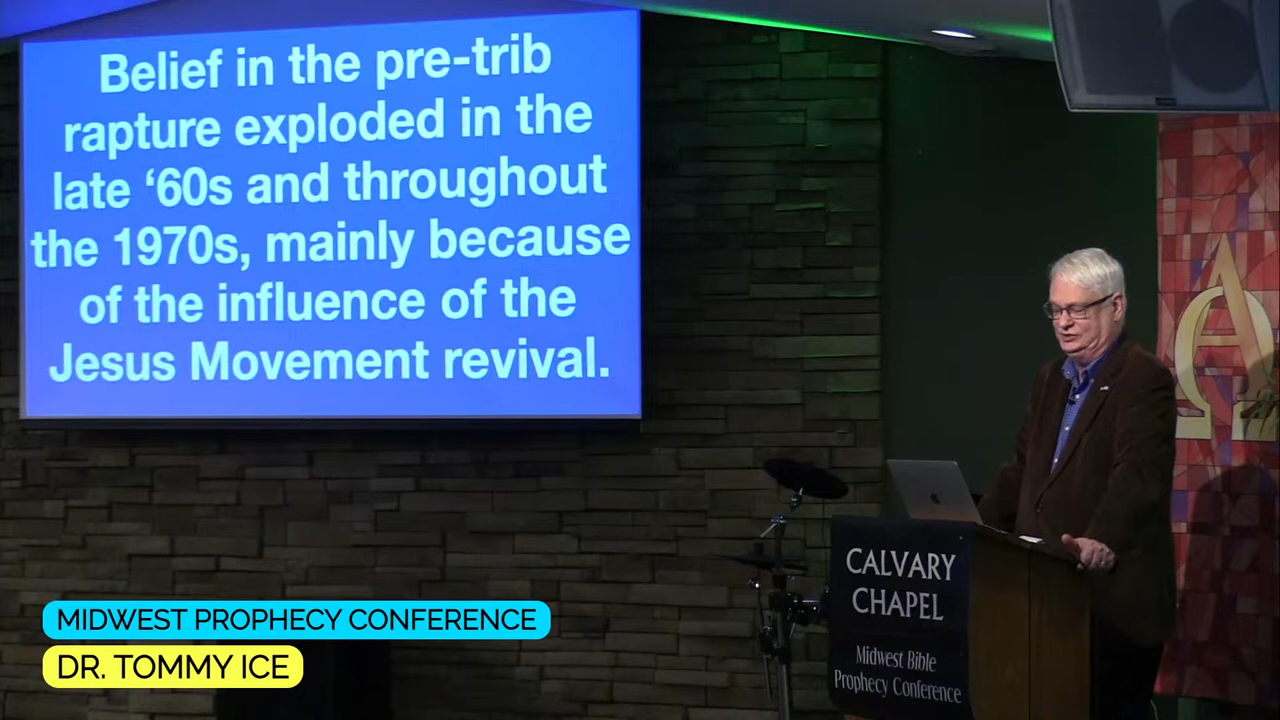 Belief in the pre-trib
rapture exploded in the
late ‘60s and throughout
the 1970s, mainly because
of the influence of the
Jesus Movement revival.
CALVARY
CHAPEL
Midwest Bible
Prophecy Conference
MIDWEST PROPHECY CONFERENCE
DR. TOMMY ICE